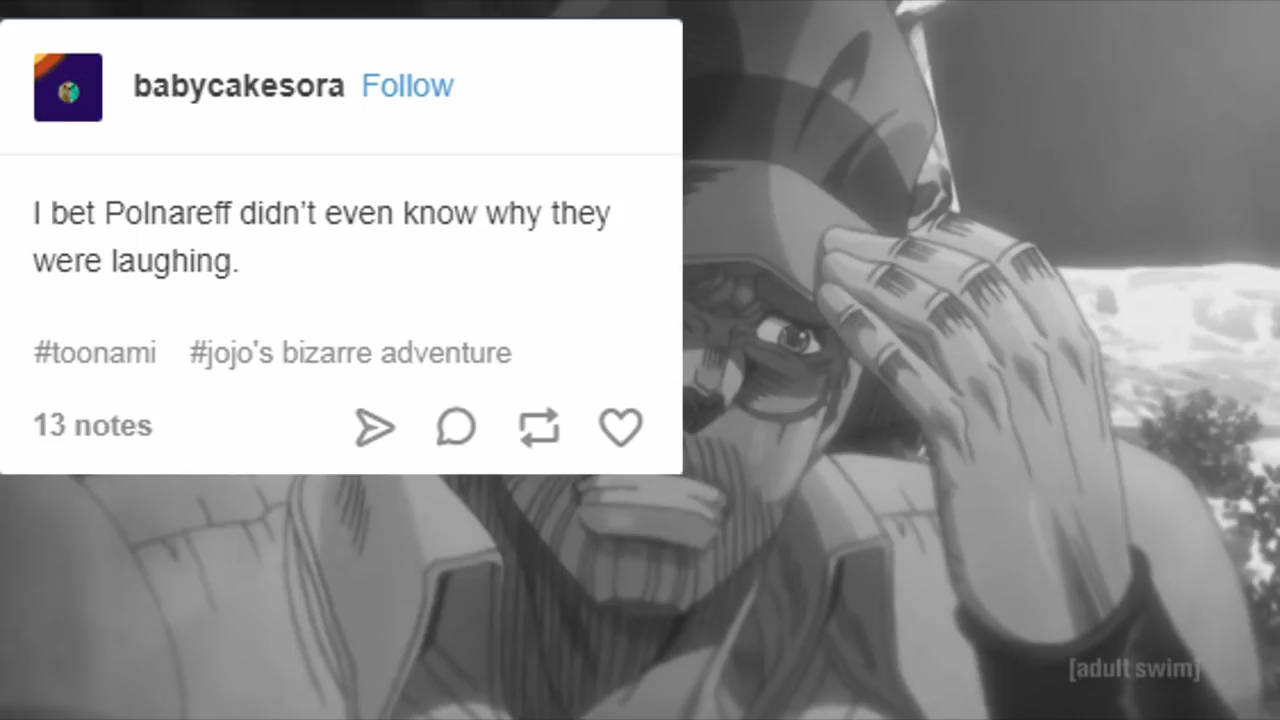 babycakesora Follow
I bet Polnareff didn’t even know why they
were laughing.
#toonami #jojo's bizarre adventure
13 notes
[adult swim]